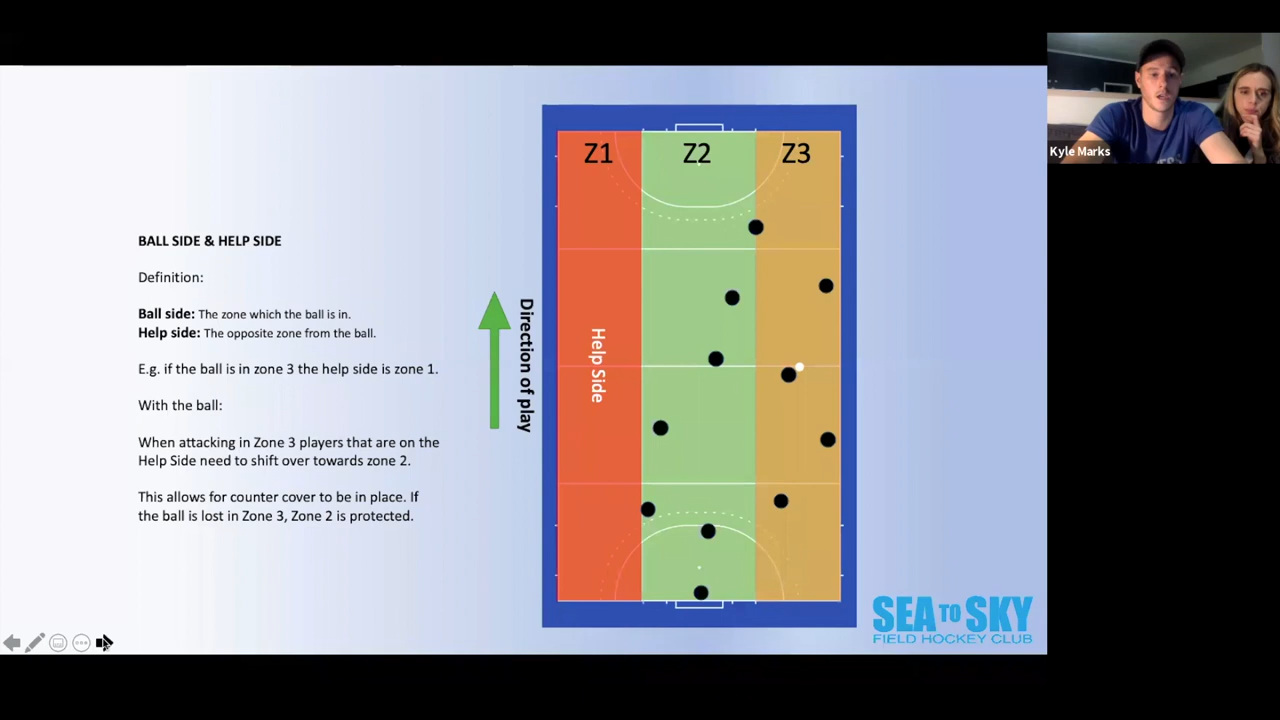 BALL SIDE & HELP SIDE
Definition:
Ball side: The zone which the ball is in.
Help side: The opposite zone from the ball.
E.g. if the ball is in zone 3 the help side is zone 1.
With the ball:
When attacking in Zone 3 players that are on the
Help Side need to shift over towards zone 2.
This allows for counter cover to be in place. If
the ball is lost in Zone 3, Zone 2 is protected.
Direction of play
Z1
Z2
Z3
Help Side
SEA TO SKY
FIELD HOCKEY CLUB
Kyle Marks